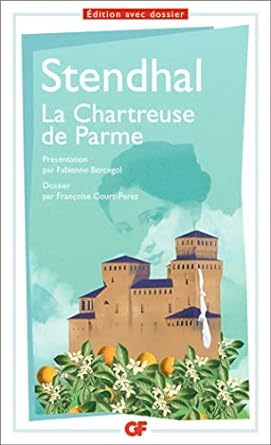 Édition avec dossier
Stendhal
La Chartreuse
de Parme
Présentation
par Fabienne Bercegol
Dossier
par Françoise Court-Perez
GF